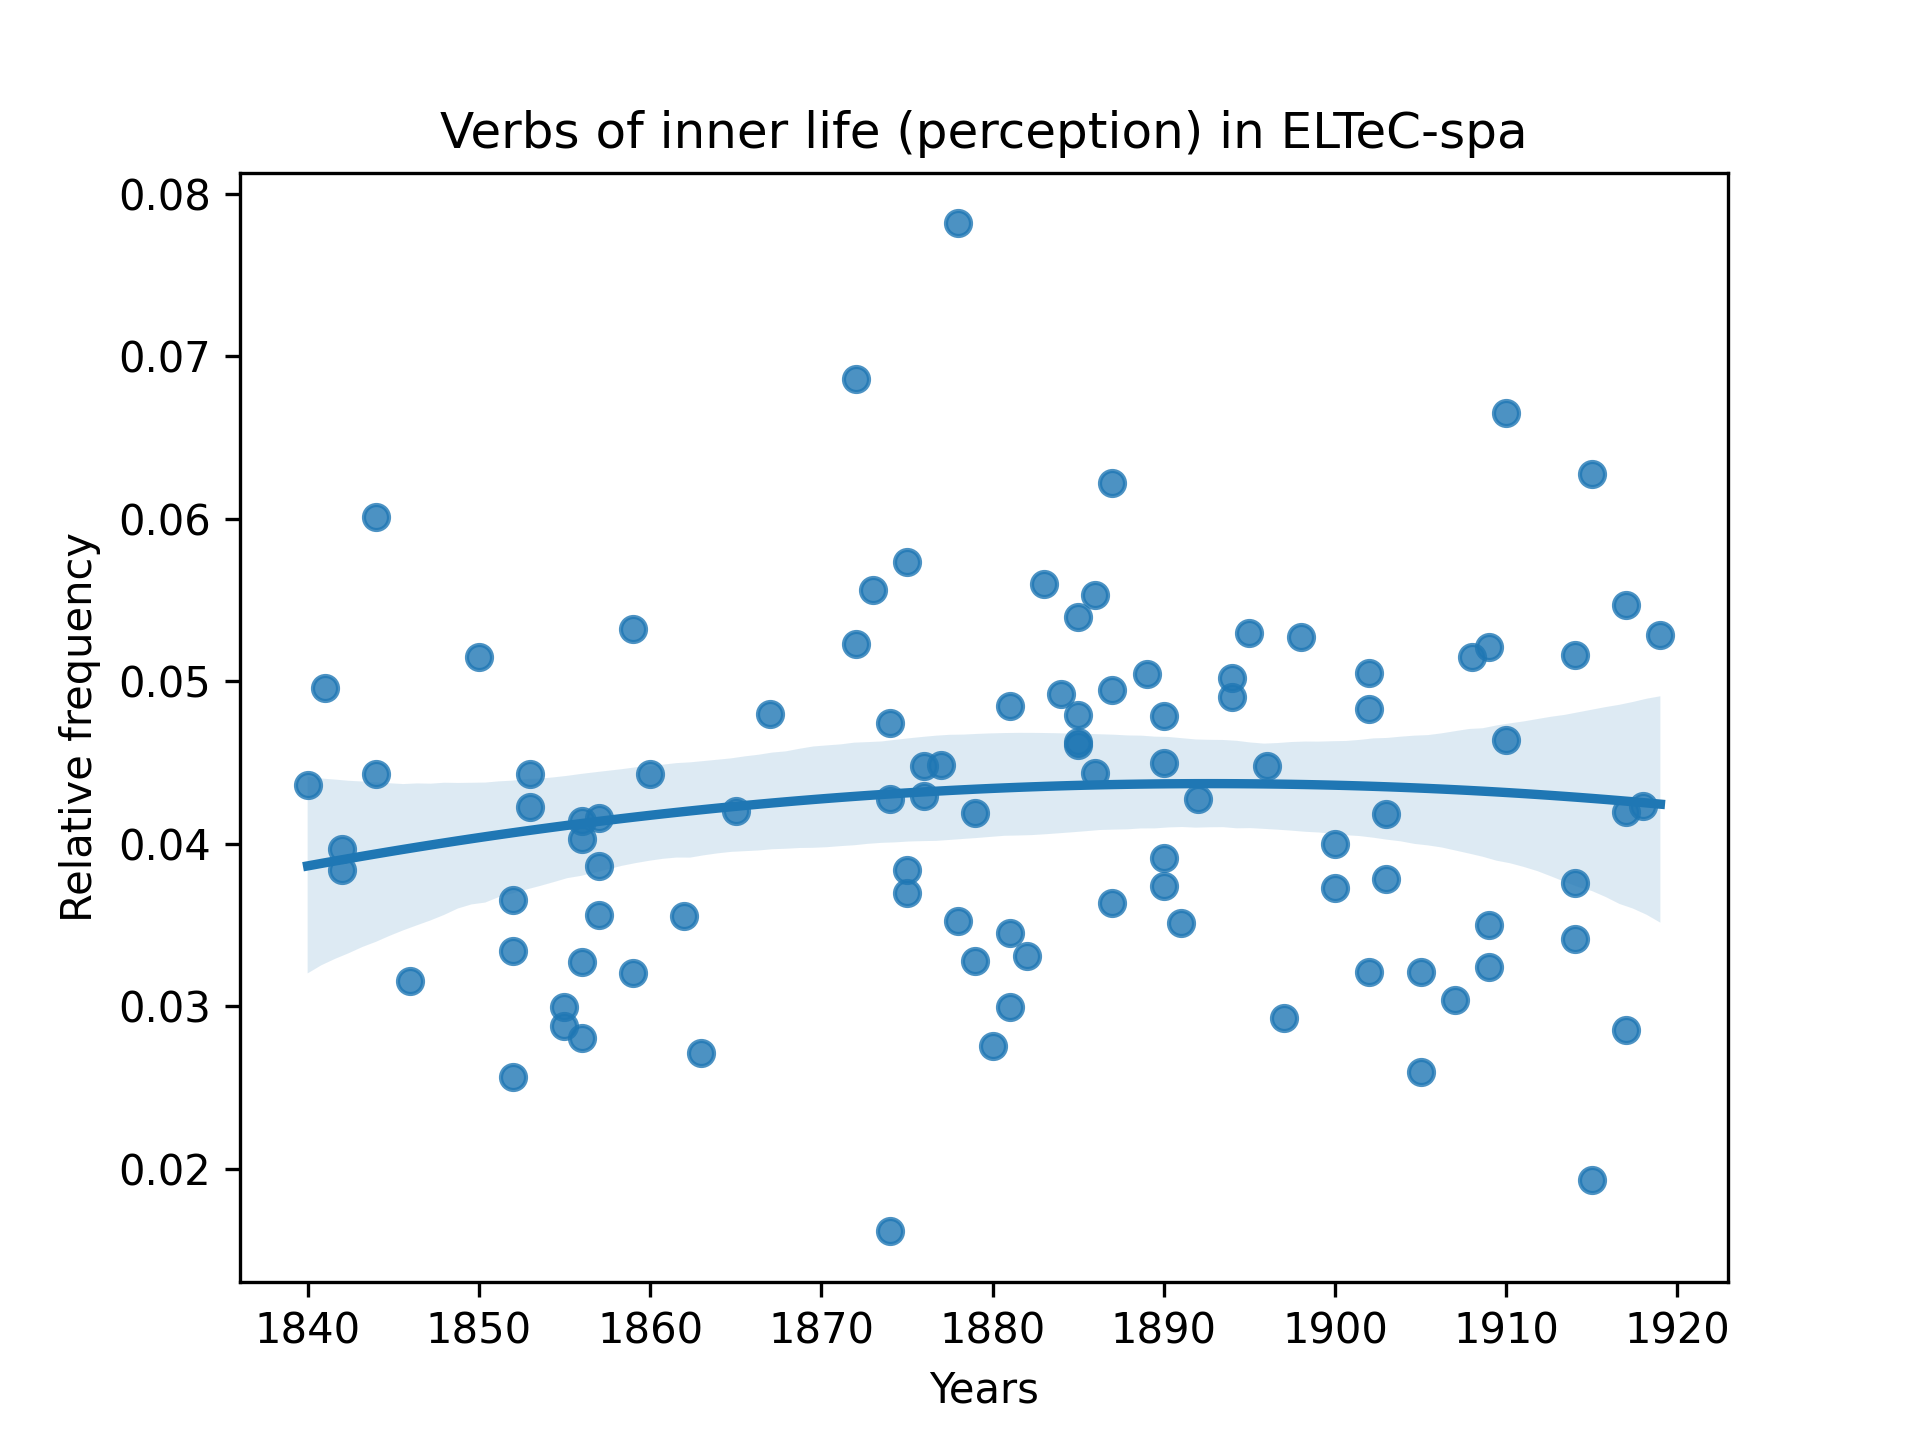 Verbs of inner life (perception) in ELTeC-spa
0.08
0.07
0.06
0.05
0.04
0.03
0.02
Relative frequency
1840 1850 1860 1870 1880 1890 1900 1910 1920
Years